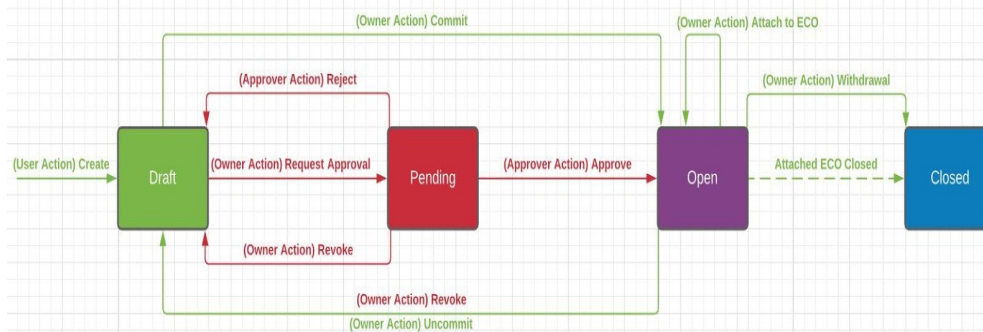 (Owner Action) Commit
(Owner Action) Attach to ECO
(Approver Action) Reject
(Owner Action) Withdrawal
(User Action) Create
Draft
(Owner Action) Request Approval
Pending
(Approver Action) Approve
Open
Attached ECO Closed
Closed
(Owner Action) Revoke
(Owner Action) Revoke
(Owner Action) Uncommit